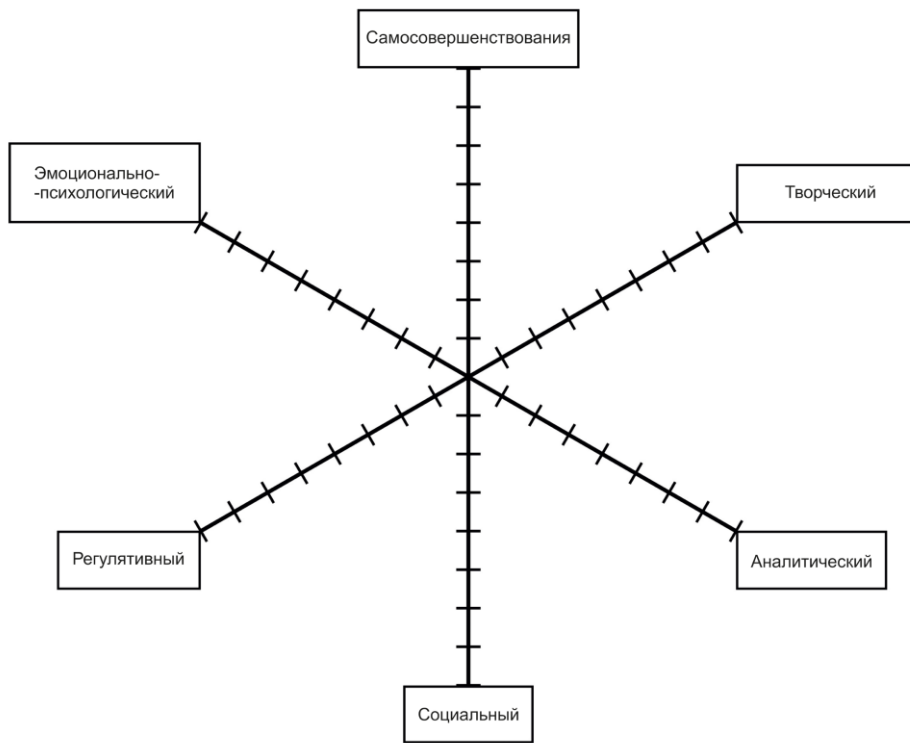 Самосовершенствования
Эмоционально-
-психологический
Творческий
Регулятивный
Аналитический
Социальный